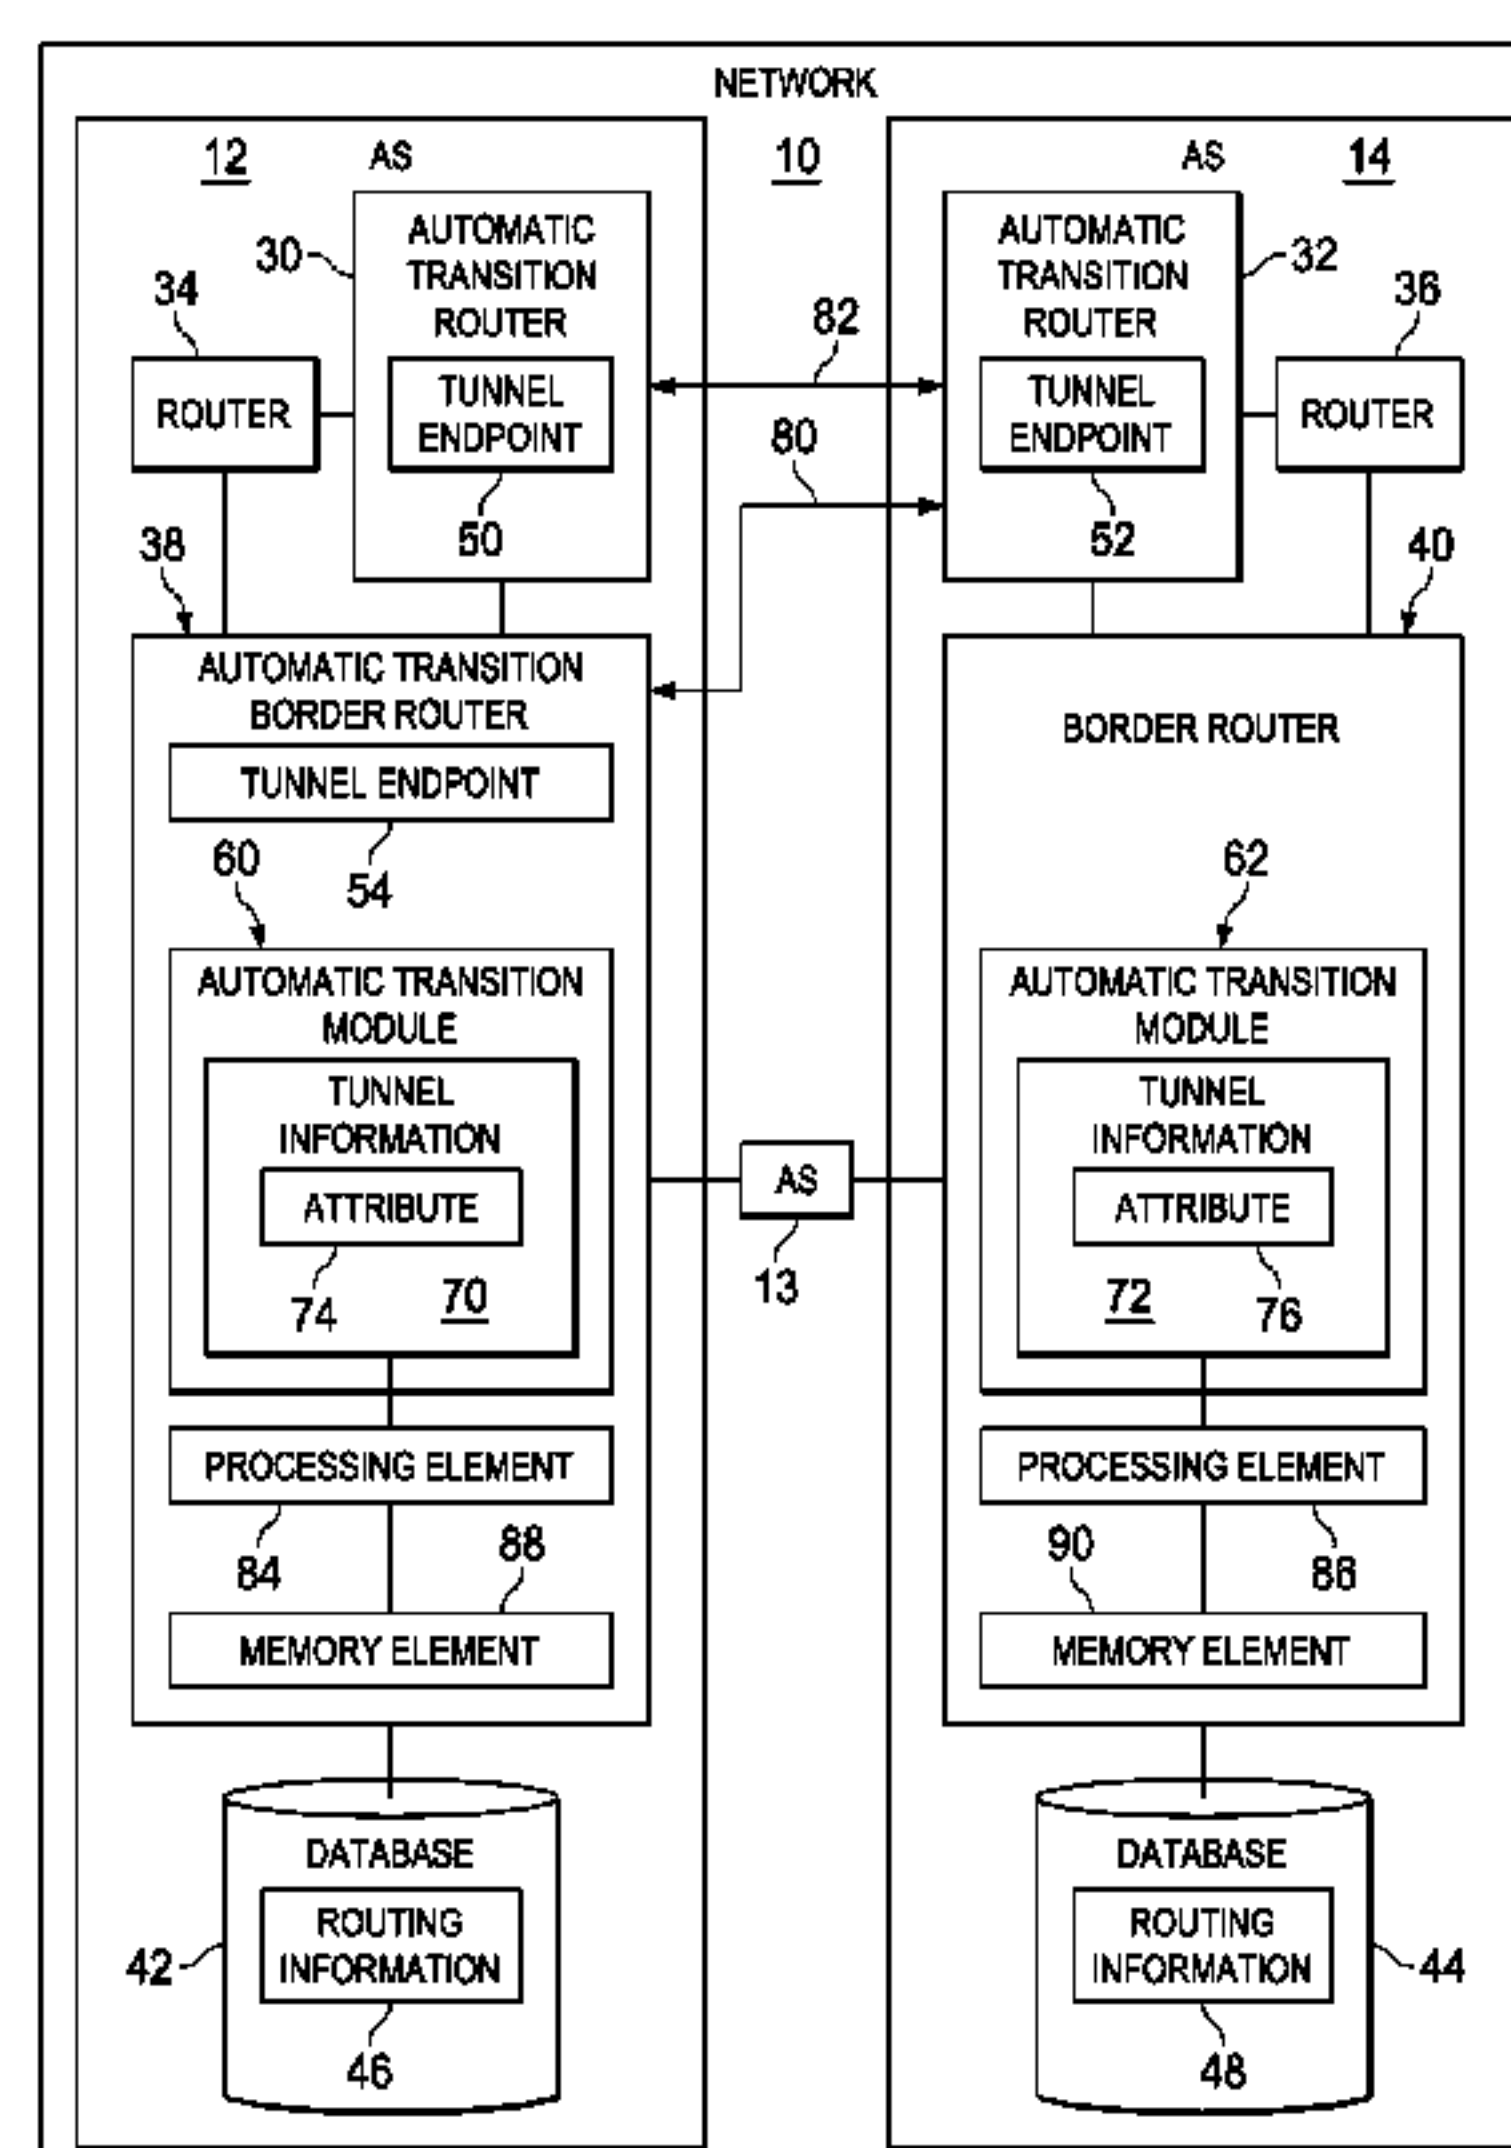 NETWORK
12
AS
10
AS
14
AUTOMATIC
TRANSITION
ROUTER
30
34
ROUTER
TUNNEL
ENDPOINT
50
82
80
AUTOMATIC
TRANSITION
ROUTER
32
36
TUNNEL
ENDPOINT
52
ROUTER
38
AUTOMATIC TRANSITION
BORDER ROUTER
TUNNEL ENDPOINT
54
60
AUTOMATIC TRANSITION
MODULE
TUNNEL
INFORMATION
ATTRIBUTE
74
70
PROCESSING ELEMENT
84
88
MEMORY ELEMENT
DATABASE
ROUTING
INFORMATION
42
46
AS
13
40
BORDER ROUTER
62
AUTOMATIC TRANSITION
MODULE
TUNNEL
INFORMATION
ATTRIBUTE
72
76
PROCESSING ELEMENT
90
86
MEMORY ELEMENT
DATABASE
ROUTING
INFORMATION
44
48